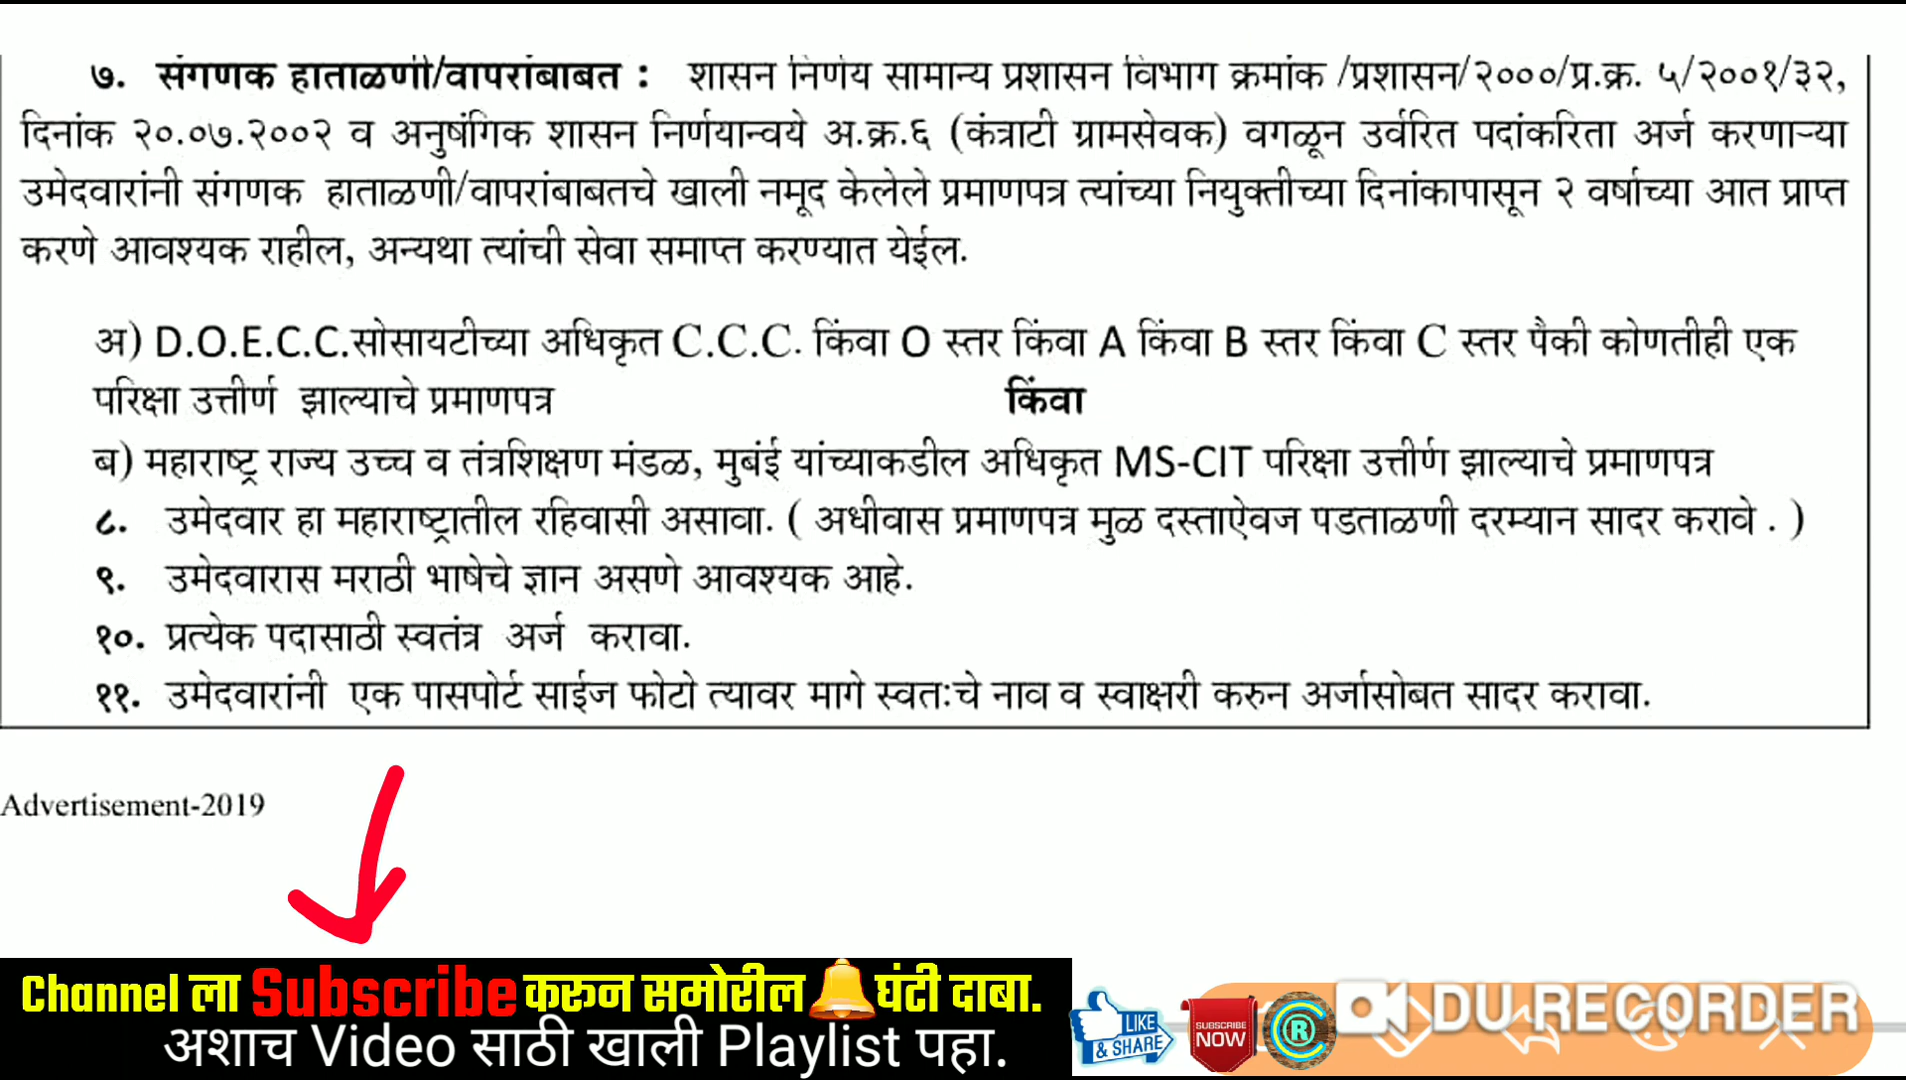 ७. संगणक हाताळणी/वापरांबाबत : शासन निर्णय सामान्य प्रशासन विभाग क्रमांक /प्रशासन/२०००/प्र.क्र. ५/२००१/३२,
दिनांक २०.०७.२००२ व अनुषंगिक शासन निर्णयान्वये अ.क्र.६ (कंत्राटी ग्रामसेवक) वगळून उर्वरित पदांकरिता अर्ज करणाऱ्या
उमेदवारांनी संगणक हाताळणी/वापरांबाबतचे खाली नमूद केलेले प्रमाणपत्र त्यांच्या नियुक्तीच्या दिनांकापासून २ वर्षाच्या आत प्राप्त
करणे आवश्यक राहील, अन्यथा त्यांची सेवा समाप्त करण्यात येईल.
अ) D.O.E.C.C.सोसायटीच्या अधिकृत C.C.C. किंवा O स्तर किंवा A किंवा B स्तर किंवा C स्तर पैकी कोणतीही एक
परिक्षा उत्तीर्ण झाल्याचे प्रमाणपत्र किंवा
ब) महाराष्ट्र राज्य उच्च व तंत्रशिक्षण मंडळ, मुबंई यांच्याकडील अधिकृत MS-CIT परिक्षा उत्तीर्ण झाल्याचे प्रमाणपत्र
८. उमेदवार हा महाराष्ट्रातील रहिवासी असावा. ( अधीवास प्रमाणपत्र मुळ दस्ताऐवज पडताळणी दरम्यान सादर करावे . )
९. उमेदवारास मराठी भाषेचे ज्ञान असणे आवश्यक आहे.
१०. प्रत्येक पदासाठी स्वतंत्र अर्ज करावा.
११. उमेदवारांनी एक पासपोर्ट साईज फोटो त्यावर मागे स्वतःचे नाव व स्वाक्षरी करुन अर्जासोबत सादर करावा.
Advertisement-2019
Channel ला Subscribe करून समोरील घंटी दाबा.
अशाच Video साठी खाली Playlist पहा.
LIKE
& SHARE
SUBSCRIBE
NOW
C R
DU RECORDER